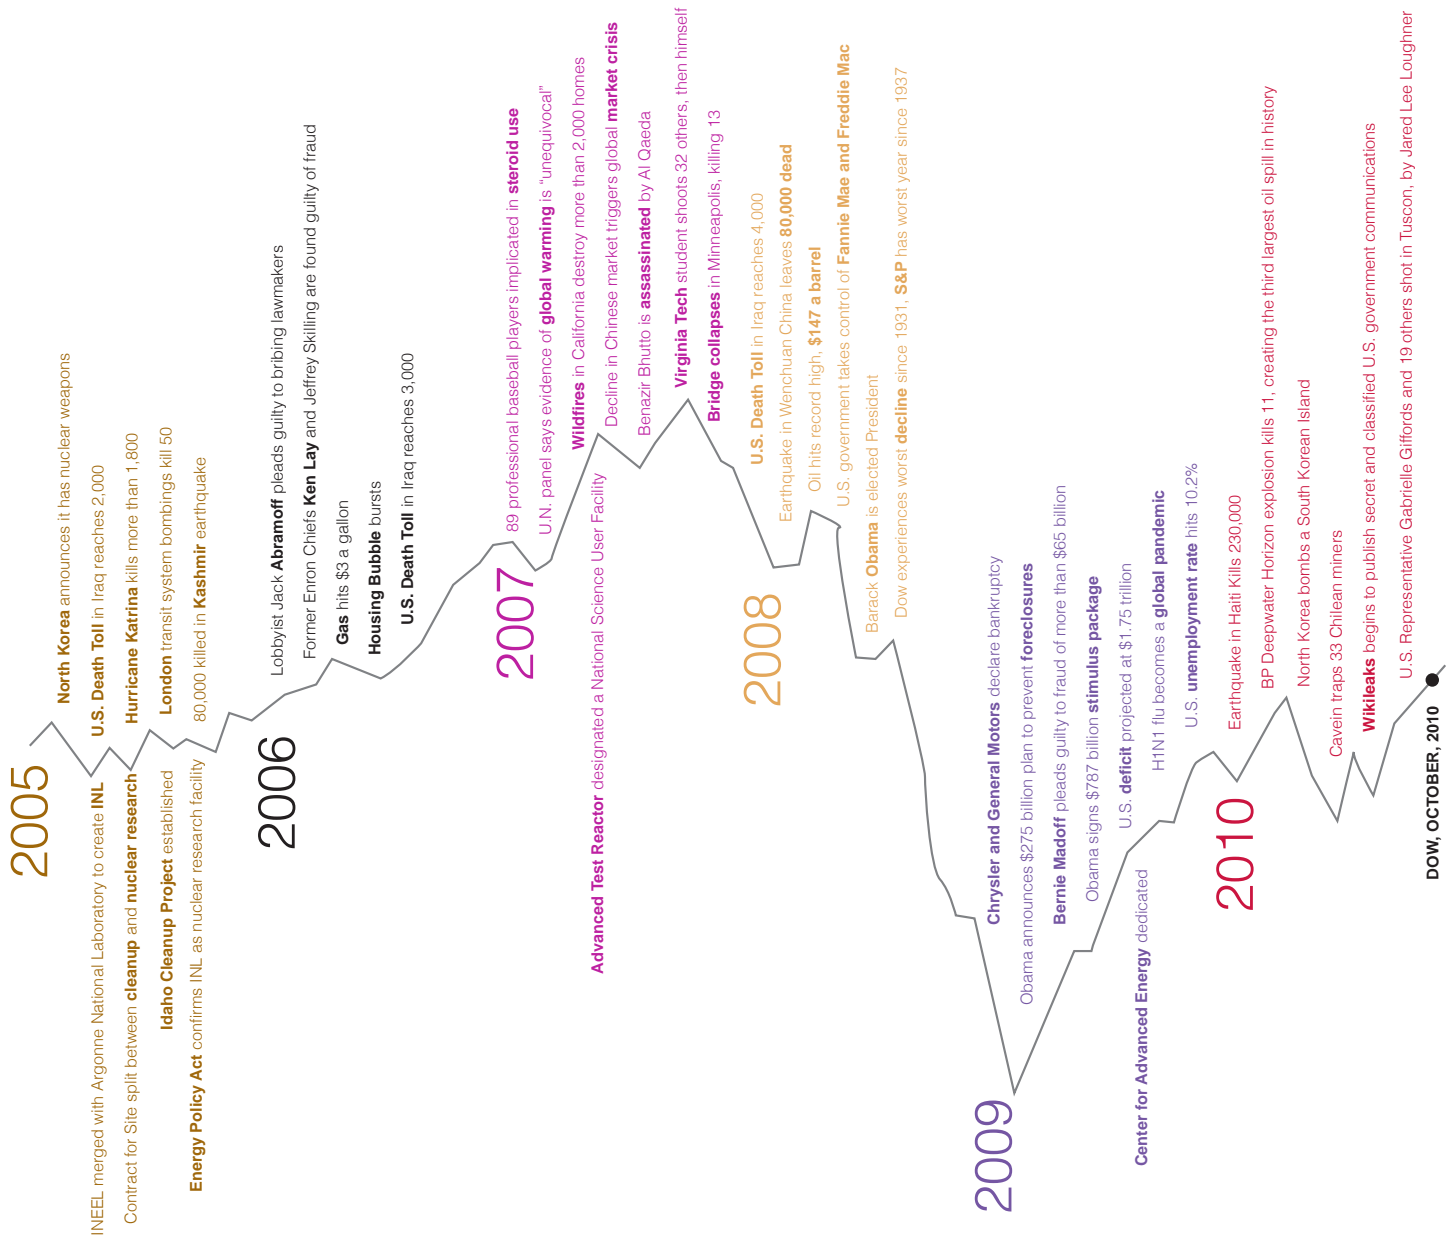 2005
North Korea announces it has nuclear weapons
U.S. Death Toll in Iraq reaches 2,000
Hurricane Katrina kills more than 1,800
London transit system bombings kill 50
80,000 killed in Kashmir earthquake
INEEL merged with Argonne National Laboratory to create INL
Contract for Site split between cleanup and nuclear research
Idaho Cleanup Project established
Energy Policy Act confirms INL as nuclear research facility
2006
Lobbyist Jack Abramoff pleads guilty to bribing lawmakers
Former Enron Chiefs Ken Lay and Jeffrey Skilling are found guilty of fraud
Gas hits $3 a gallon
Housing Bubble bursts
U.S. Death Toll in Iraq reaches 3,000
2007
89 professional baseball players implicated in steroid use
U.N. panel says evidence of global warming is “unequivocal”
Wildfires in California destroy more than 2,000 homes
Decline in Chinese market triggers global market crisis
Benazir Bhutto is assassinated by Al Qaeda
Virginia Tech student shoots 32 others, then himself
Bridge collapses in Minneapolis, killing 13
Advanced Test Reactor designated a National Science User Facility
2008
U.S. Death Toll in Iraq reaches 4,000
Earthquake in Wenchuan China leaves 80,000 dead
Oil hits record high, $147 a barrel
U.S. government takes control of Fannie Mae and Freddie Mac
Barack Obama is elected President
Dow experiences worst decline since 1931, S&P has worst year since 1937
2009
Chrysler and General Motors declare bankruptcy
Obama announces $275 billion plan to prevent foreclosures
Bernie Madoff pleads guilty to fraud of more than $65 billion
Obama signs $787 billion stimulus package
U.S. deficit projected at $1.75 trillion
H1N1 flu becomes a global pandemic
U.S. unemployment rate hits 10.2%
Center for Advanced Energy dedicated
2010
Earthquake in Haiti Kills 230,000
BP Deepwater Horizon explosion kills 11, creating the third largest oil spill in history
North Korea bombs a South Korean Island
Cavein traps 33 Chilean miners
Wikileaks begins to publish secret and classified U.S. government communications
U.S. Representative Gabrielle Giffords and 19 others shot in Tuscon, by Jared Lee Loughner
DOW, OCTOBER, 2010